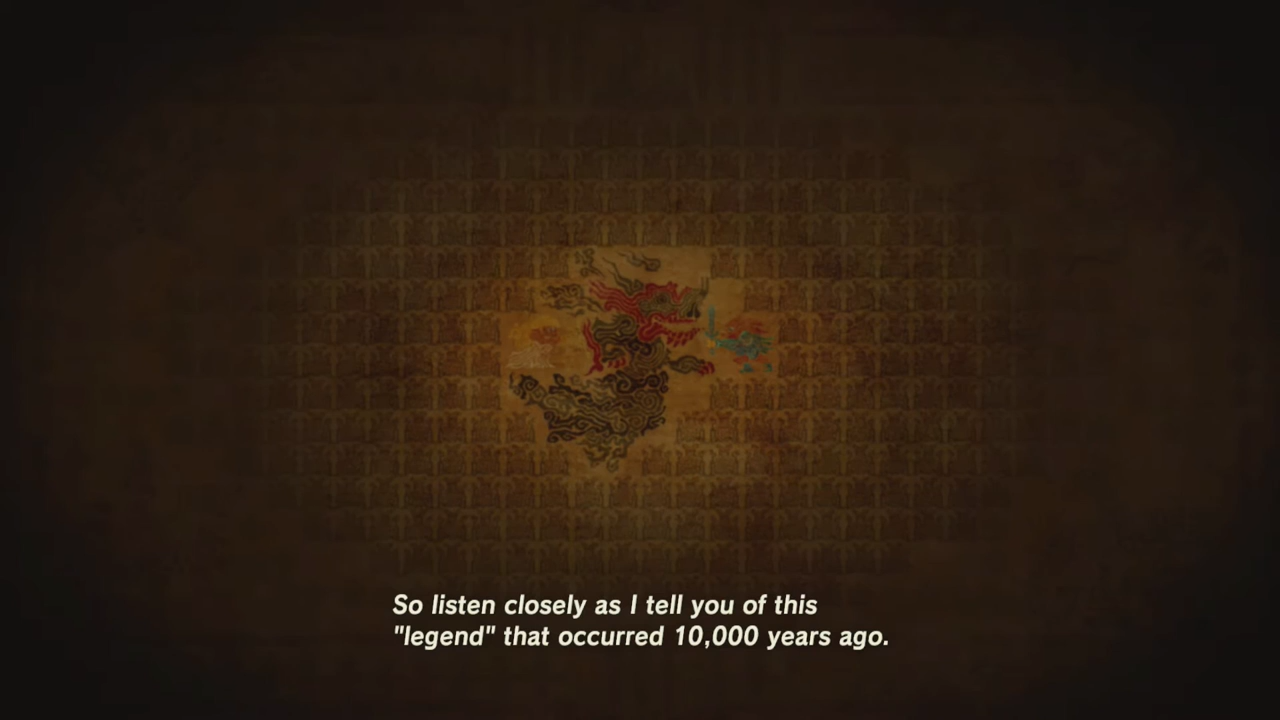 So listen closely as I tell you of this
"legend" that occurred 10,000 years ago.